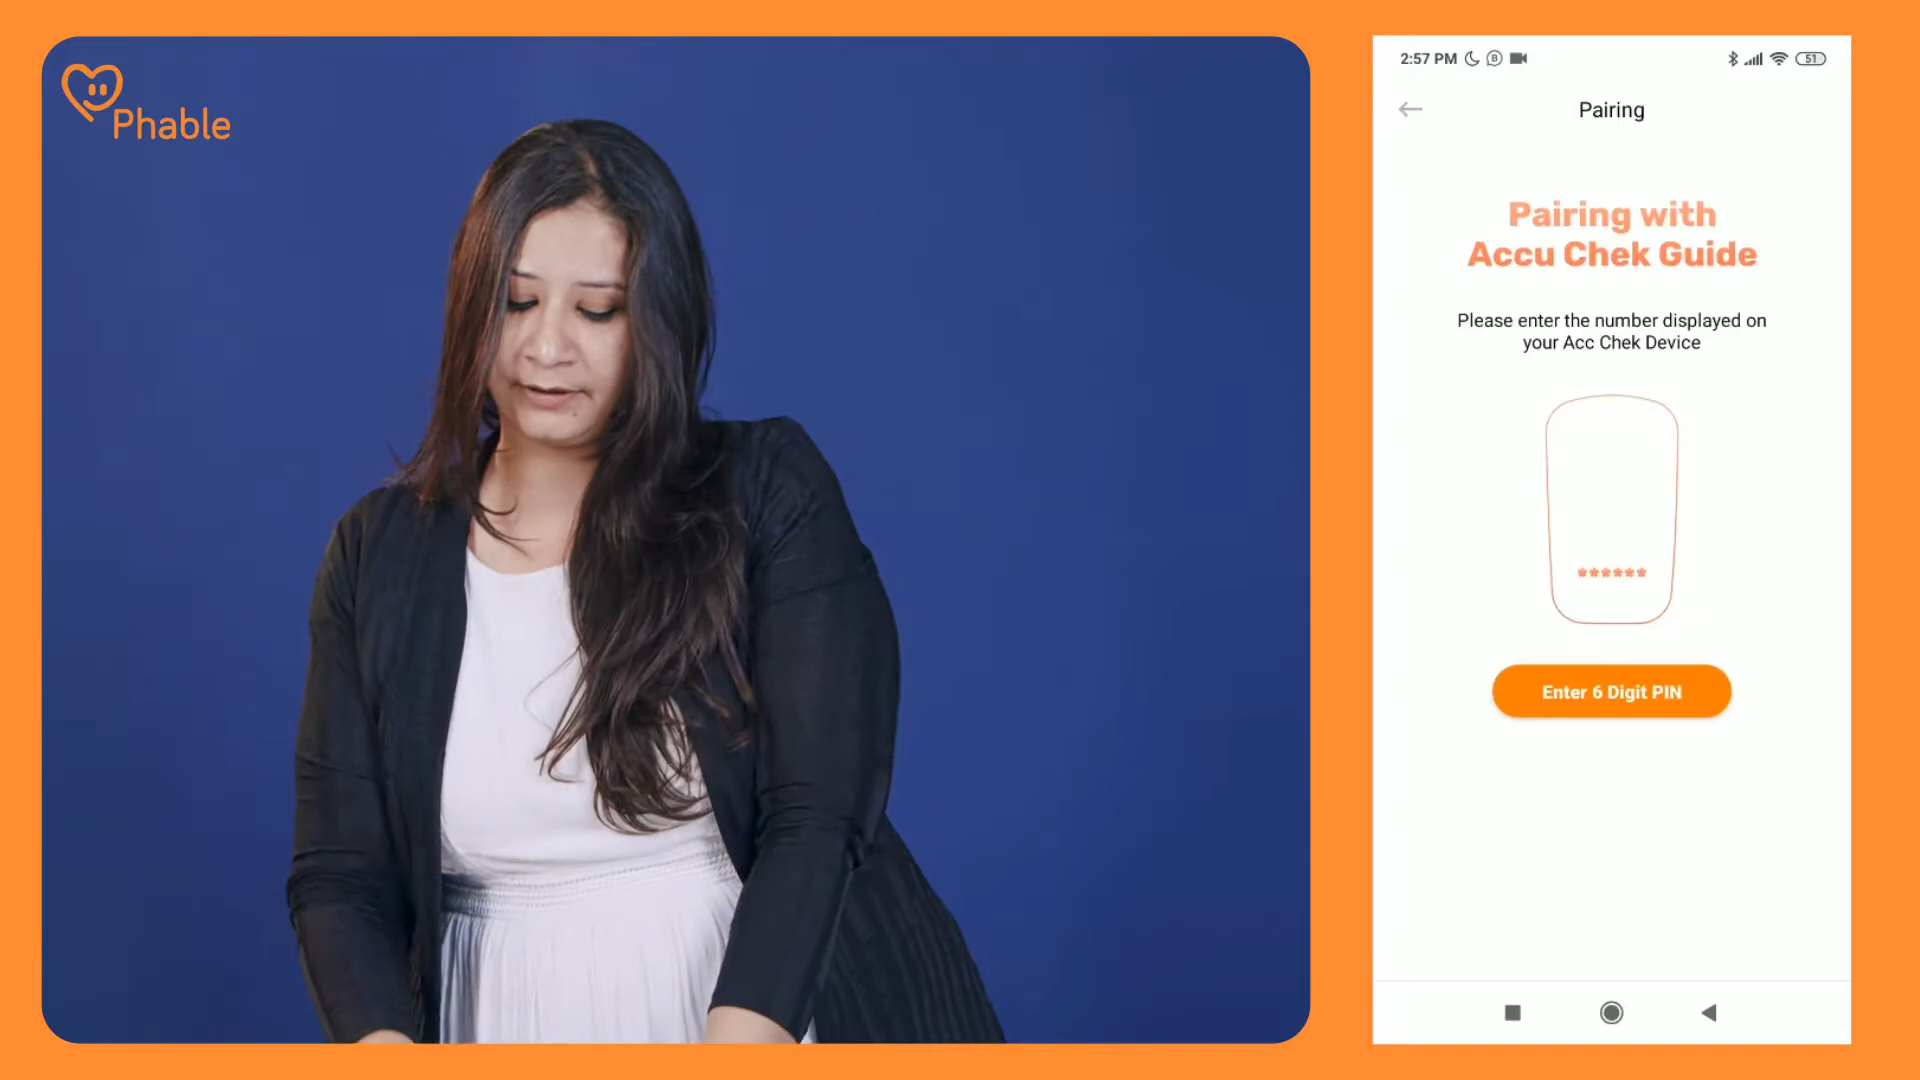 Phable
2:57 PM
51
Pairing
Pairing with
Accu Chek Guide
Please enter the number displayed on
your Acc Chek Device
******
Enter 6 Digit PIN